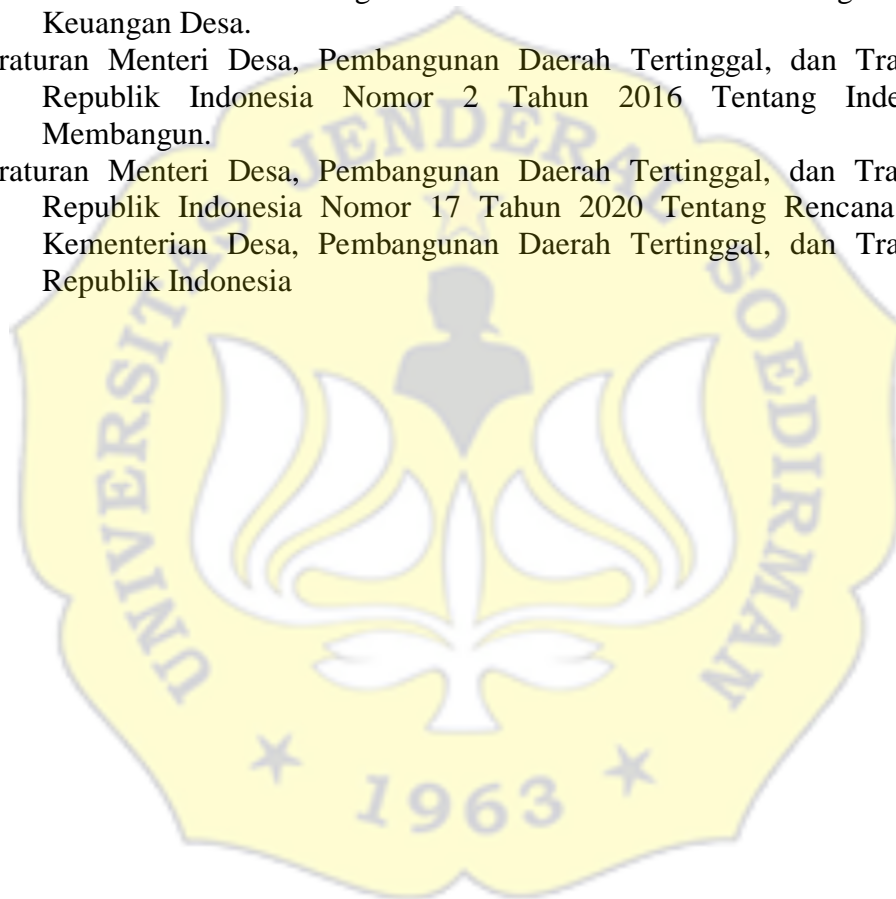 Keuangan Desa.
raturan Menteri Desa, Pembangunan Daerah Tertinggal, dan Tra
Republik Indonesia Nomor 2 Tahun 2016 Tentang Inde
Membangun.
raturan Menteri Desa, Pembangunan Daerah Tertinggal, dan Tra
Republik Indonesia Nomor 17 Tahun 2020 Tentang Rencana
Kementerian Desa, Pembangunan Daerah Tertinggal, dan Tra
Republik Indonesia
UNIVERSITAS JENDERAL SOEDIRMAN
1963